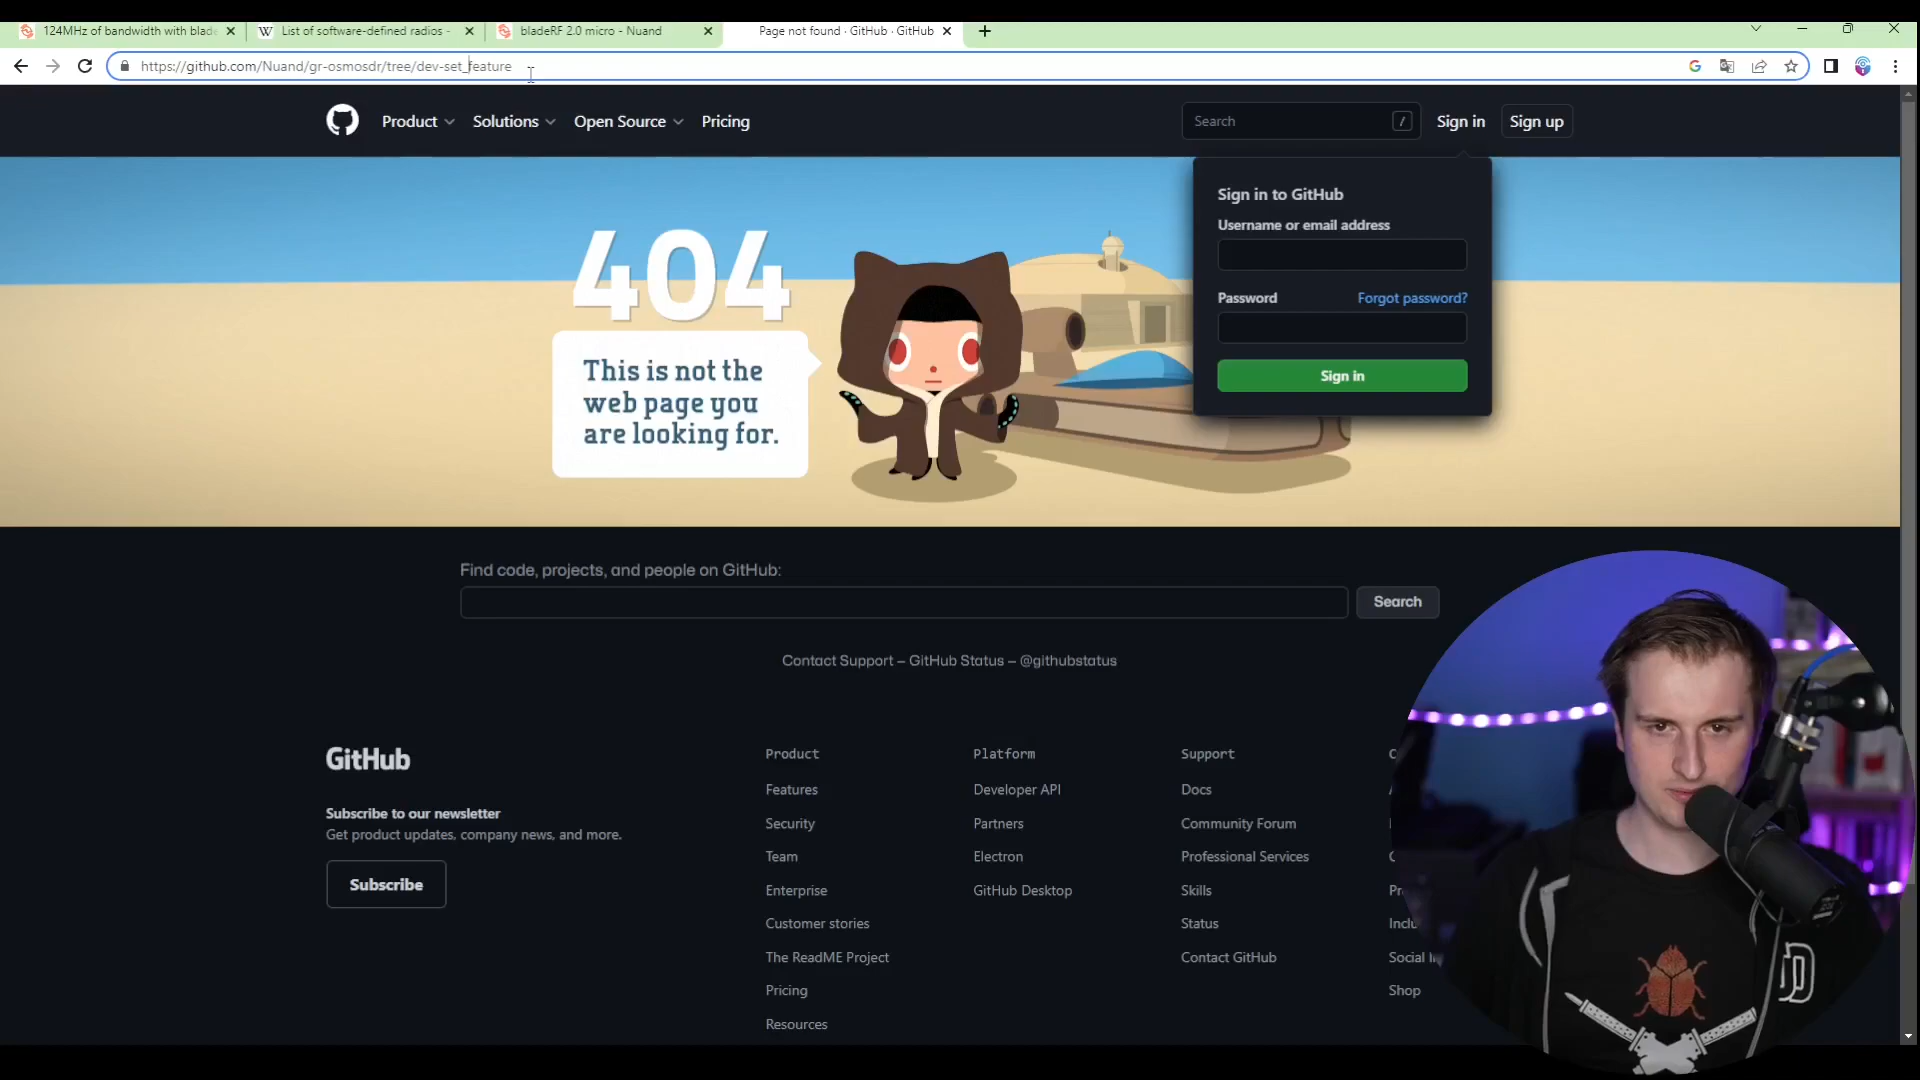 124MHz of bandwidth with blade
List of software-defined radios -
bladeRF 2.0 micro - Nuand
Page not found · GitHub · GitHub
https://github.com/Nuand/gr-osmosdr/tree/dev-set_feature
Product
Solutions
Open Source
Pricing
Search
/
Sign in
Sign up
Sign in to GitHub
Username or email address
Password
Forgot password?
Sign in
404
This is not the
web page you
are looking for.
Find code, projects, and people on GitHub:
Search
Contact Support — GitHub Status — @githubstatus
GitHub
Subscribe to our newsletter
Get product updates, company news, and more.
Subscribe
Product
Features
Security
Team
Enterprise
Customer stories
The ReadME Project
Pricing
Resources
Platform
Developer API
Partners
Electron
GitHub Desktop
Support
Docs
Community Forum
Professional Services
Skills
Status
Contact GitHub
Social
Shop